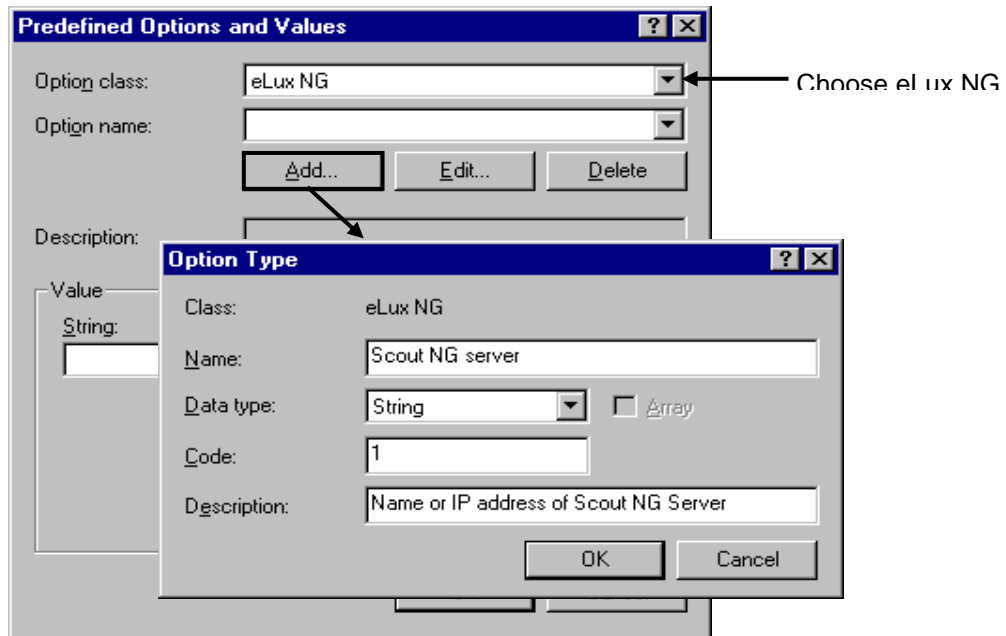 Predefined Options and Values
Option class:
eLux NG
Choose eLux NG
Option name:
Add...
Edit...
Delete
Description:
Value
String:
Option Type
Class:
eLux NG
Name:
Scout NG server
Data type:
String
Array
Code:
1
Description:
Name or IP address of Scout NG Server
OK
Cancel